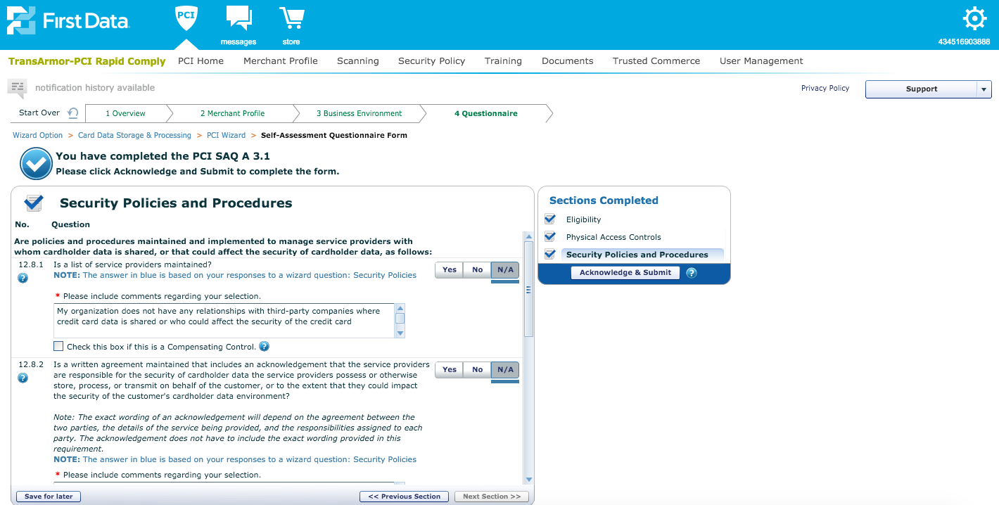 First Data.
PCI
messages
store
434516903888
TransArmor-PCI Rapid Comply PCI Home Merchant Profile Scanning Security Policy Training Documents Trusted Commerce User Management
notification history available
Privacy Policy
Support
Start Over 1 Overview 2 Merchant Profile 3 Business Environment 4 Questionnaire
Wizard Option > Card Data Storage & Processing > PCI Wizard > Self-Assessment Questionnaire Form
You have completed the PCI SAQ A 3.1
Please click Acknowledge and Submit to complete the form.
Security Policies and Procedures
No. Question
Are policies and procedures maintained and implemented to manage service providers with
whom cardholder data is shared, or that could affect the security of cardholder data, as follows:
12.8.1 Is a list of service providers maintained?
Yes No N/A
? NOTE: The answer in blue is based on your responses to a wizard question: Security Policies
* Please include comments regarding your selection.
My organization does not have any relationships with third-party companies where
credit card data is shared or who could affect the security of the credit card
Check this box if this is a Compensating Control. ?
12.8.2 Is a written agreement maintained that includes an acknowledgement that the service providers
Yes No N/A
? are responsible for the security of cardholder data the service providers possess or otherwise
store, process, or transmit on behalf of the customer, or to the extent that they could impact
the security of the customer's cardholder data environment?
Note: The exact wording of an acknowledgement will depend on the agreement between the
two parties, the details of the service being provided, and the responsibilities assigned to each
party. The acknowledgement does not have to include the exact wording provided in this
requirement.
NOTE: The answer in blue is based on your responses to a wizard question: Security Policies
* Please include comments regarding your selection.
Save for later << Previous Section Next Section >>
Sections Completed
Eligibility
Physical Access Controls
Security Policies and Procedures
Acknowledge & Submit ?